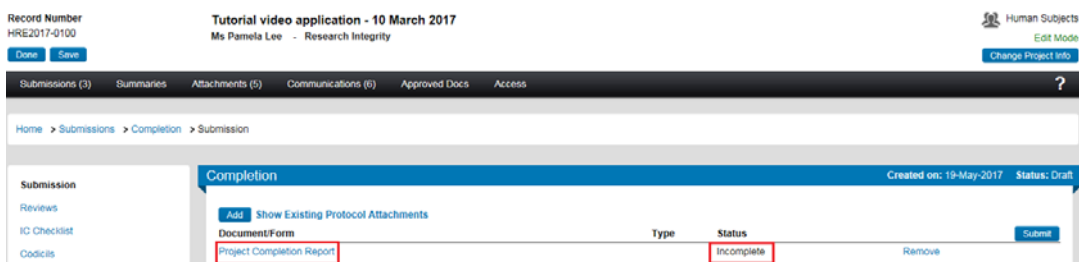 Record Number
HRE2017-0100
Done Save
Tutorial video application - 10 March 2017
Ms Pamela Lee - Research Integrity
Human Subjects
Edit Mode
Change Project Info
Submissions (3) Summaries Attachments (5) Communications (6) Approved Docs Access ?
Home > Submissions > Completion > Submission
Submission
Reviews
IC Checklist
Codicils
Completion Created on: 19-May-2017 Status: Draft
Add Show Existing Protocol Attachments
Document/Form Type Status Submit
Project Completion Report Incomplete Remove